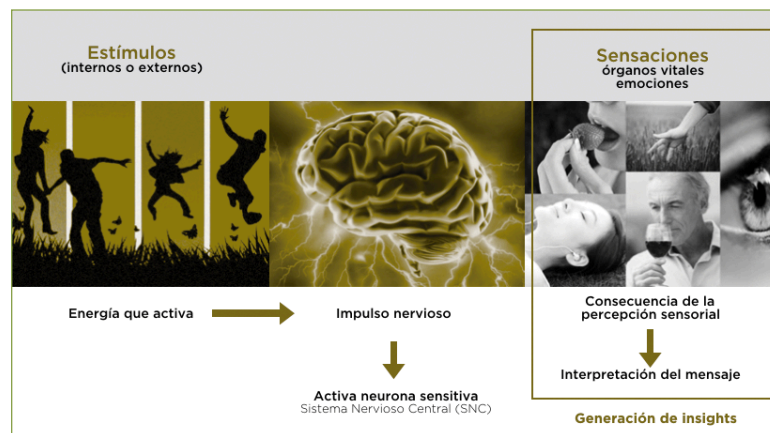 Estímulos
(internos o externos)
Sensaciones
órganos vitales
emociones
Energía que activa
Impulso nervioso
Consecuencia de la
percepción sensorial
Activa neurona sensitiva
Sistema Nervioso Central (SNC)
Interpretación del mensaje
Generación de insights